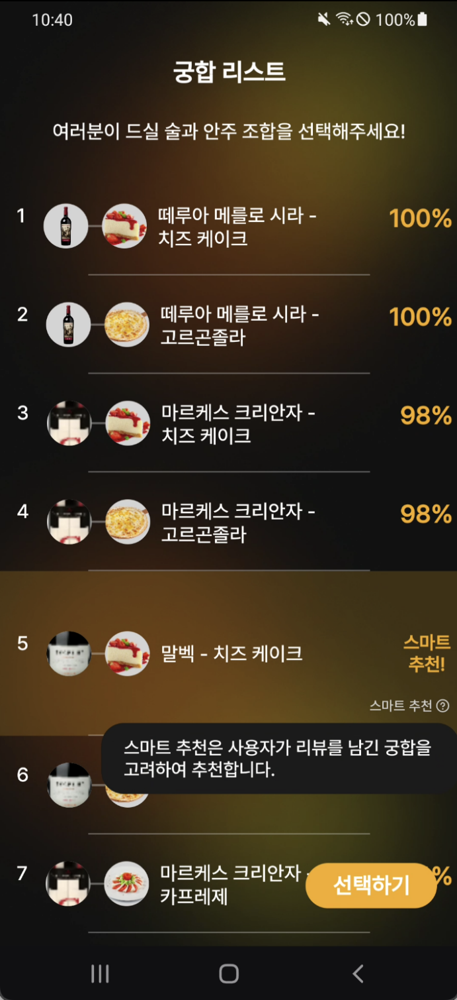 10:40
100%
궁합 리스트
여러분이 드실 술과 안주 조합을 선택해주세요!
1
떼루아 메를로 시라 -
치즈 케이크
100%
2
떼루아 메를로 시라 -
고르곤졸라
100%
3
마르케스 크리안자 -
치즈 케이크
98%
4
마르케스 크리안자 -
고르곤졸라
98%
5
말벡 - 치즈 케이크
스마트
추천!
스마트 추천 ?
스마트 추천은 사용자가 리뷰를 남긴 궁합을
고려하여 추천합니다.
6
7
마르케스 크리안자 -
카프레제
%
선택하기